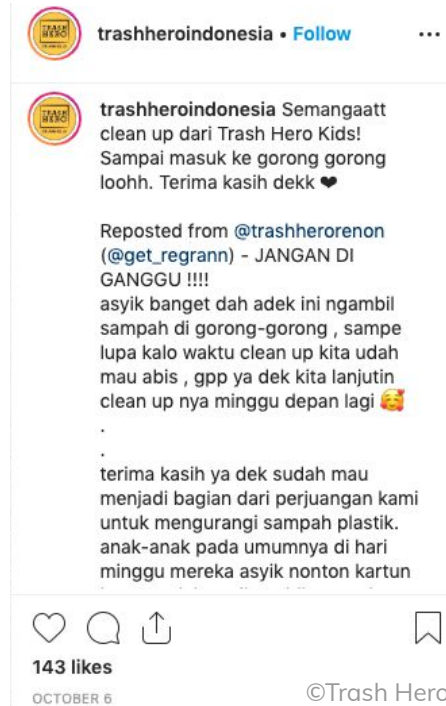 trashheroindonesia • Follow
trashheroindonesia Semangaatt
clean up dari Trash Hero Kids!
Sampai masuk ke gorong gorong
loohh. Terima kasih dekk ❤
Reposted from @trashherorenon
(@get_regrann) - JANGAN DI
GANGGU !!!!
asyik banget dah adek ini ngambil
sampah di gorong-gorong , sampe
lupa kalo waktu clean up kita udah
mau abis , gpp ya dek kita lanjutin
clean up nya minggu depan lagi 🥰
.
.
terima kasih ya dek sudah mau
menjadi bagian dari perjuangan kami
untuk mengurangi sampah plastik.
anak-anak pada umumnya di hari
minggu mereka asyik nonton kartun
143 likes
OCTOBER 6
©Trash Hero